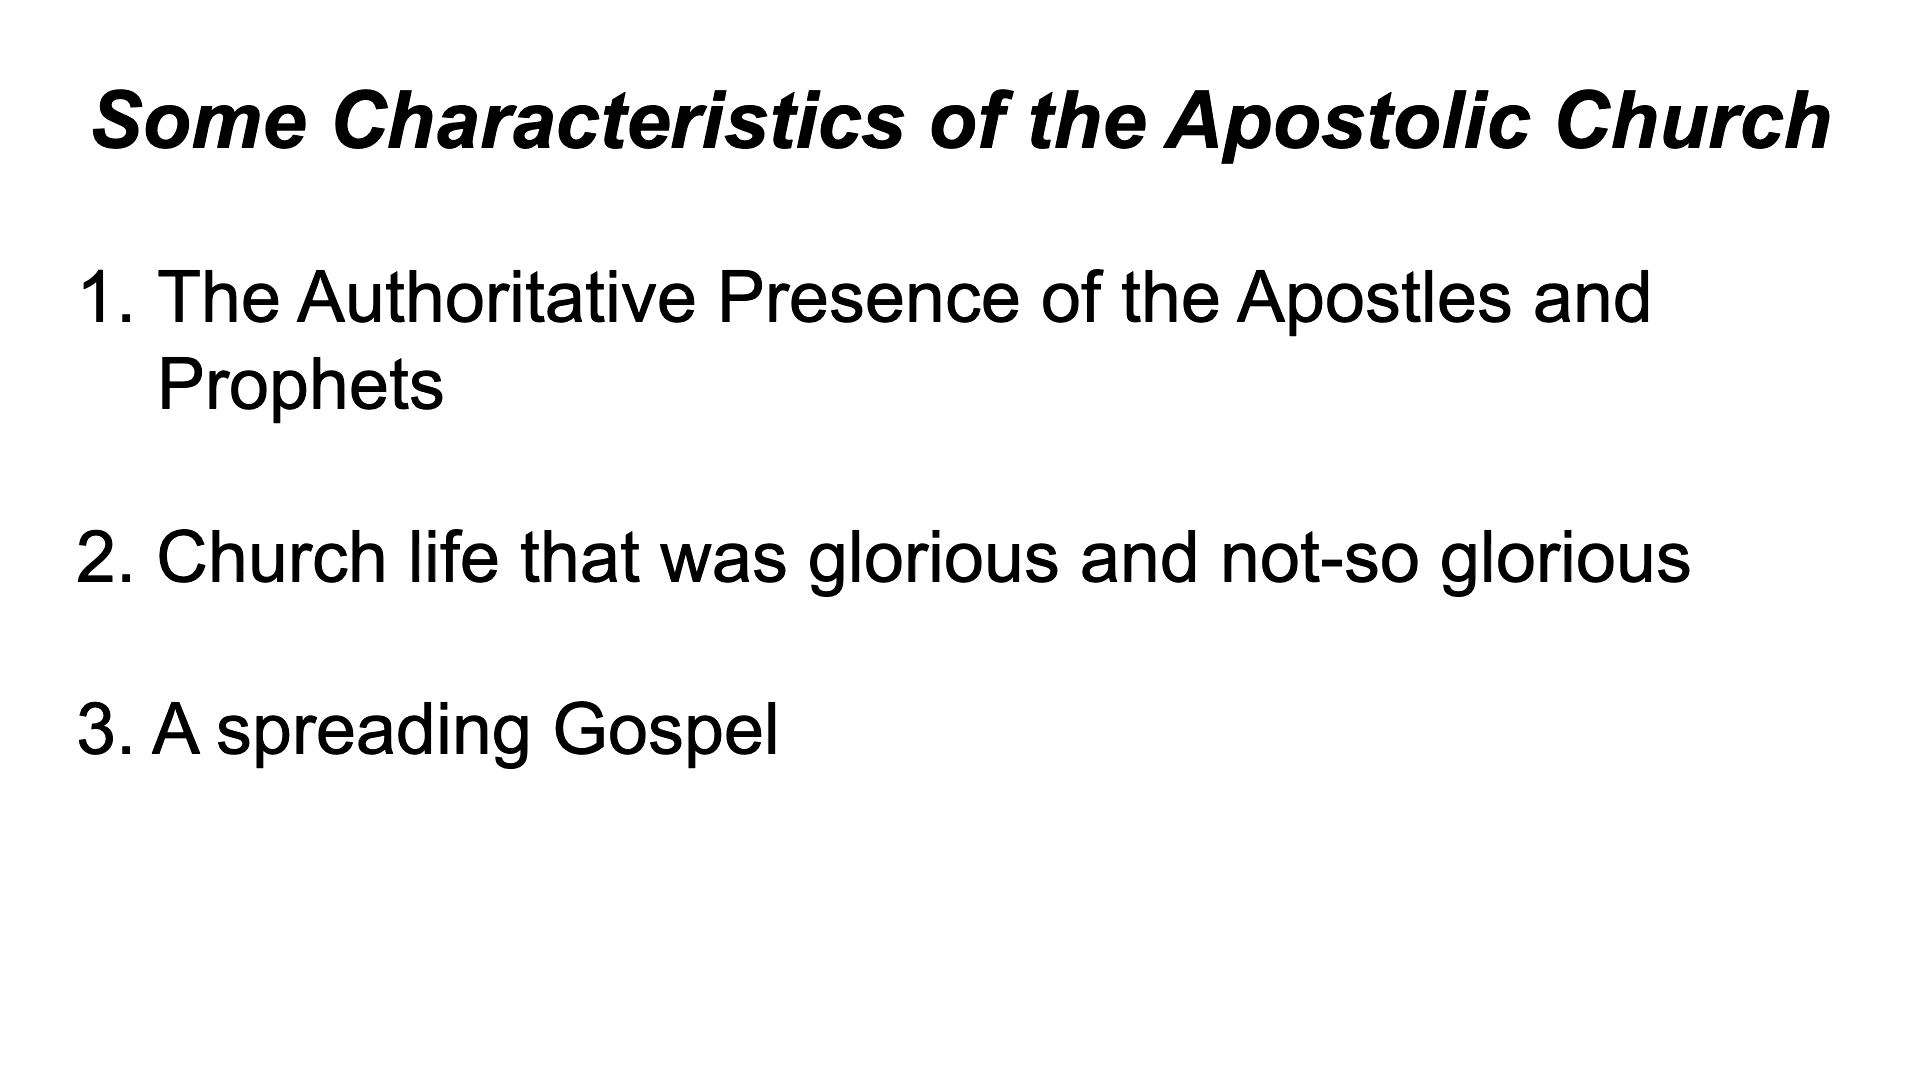 Some Characteristics of the Apostolic Church
1. The Authoritative Presence of the Apostles and
Prophets
2. Church life that was glorious and not-so glorious
3. A spreading Gospel